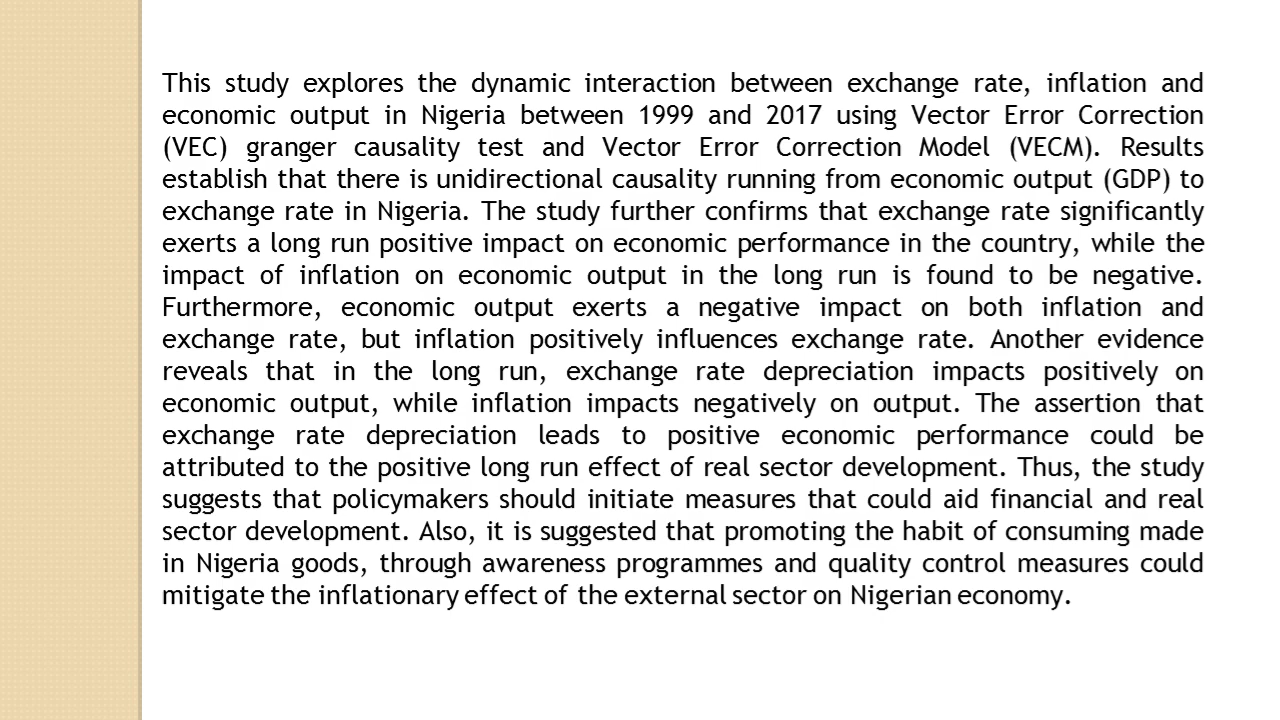 This study explores the dynamic interaction between exchange rate, inflation and
economic output in Nigeria between 1999 and 2017 using Vector Error Correction
(VEC) granger causality test and Vector Error Correction Model (VECM). Results
establish that there is unidirectional causality running from economic output (GDP) to
exchange rate in Nigeria. The study further confirms that exchange rate significantly
exerts a long run positive impact on economic performance in the country, while the
impact of inflation on economic output in the long run is found to be negative.
Furthermore, economic output exerts a negative impact on both inflation and
exchange rate, but inflation positively influences exchange rate. Another evidence
reveals that in the long run, exchange rate depreciation impacts positively on
economic output, while inflation impacts negatively on output. The assertion that
exchange rate depreciation leads to positive economic performance could be
attributed to the positive long run effect of real sector development. Thus, the study
suggests that policymakers should initiate measures that could aid financial and real
sector development. Also, it is suggested that promoting the habit of consuming made
in Nigeria goods, through awareness programmes and quality control measures could
mitigate the inflationary effect of the external sector on Nigerian economy.